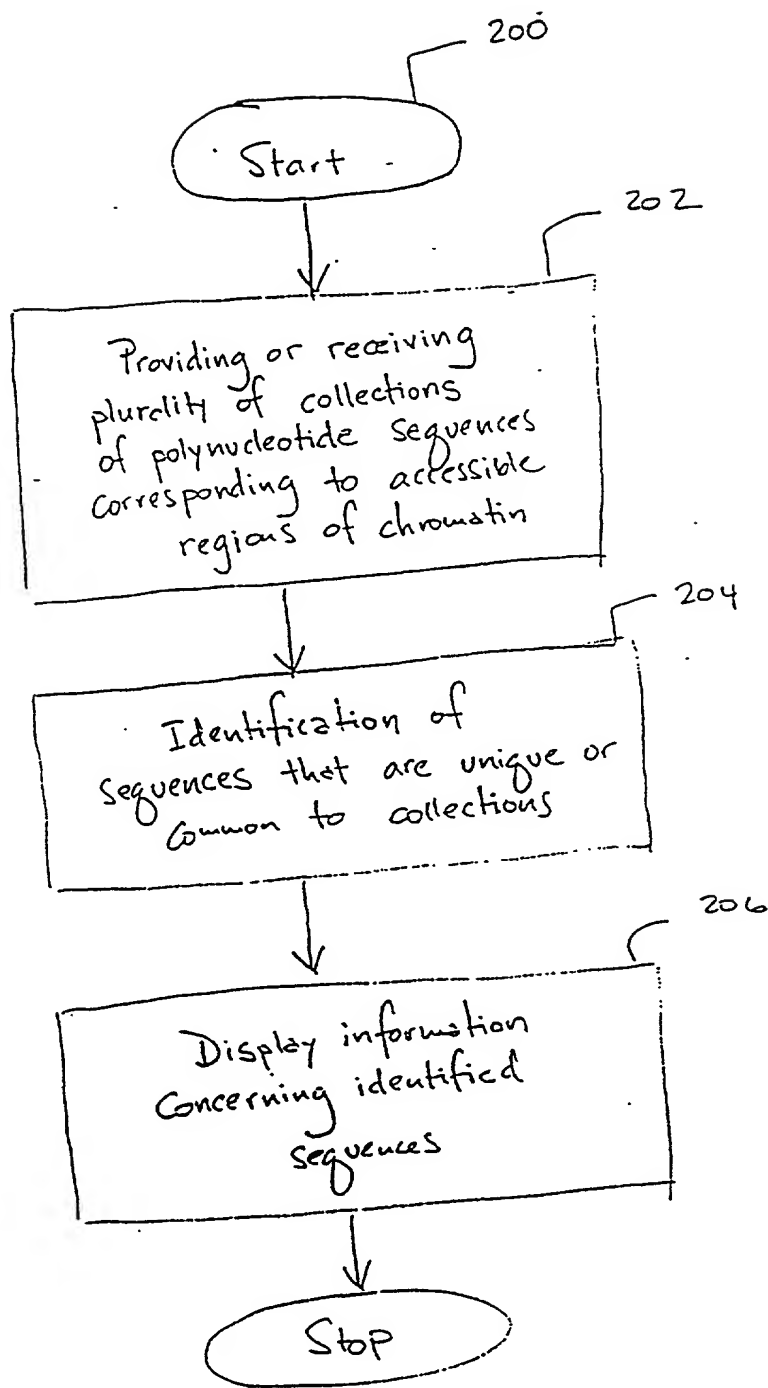 200
Start
202
Providing or receiving
plurality of collections
of polynucleotide sequences
corresponding to accessible
regions of chromatin
204
Identification of
sequences that are unique or
common to collections
206
Display information
Concerning identified
sequences
Stop